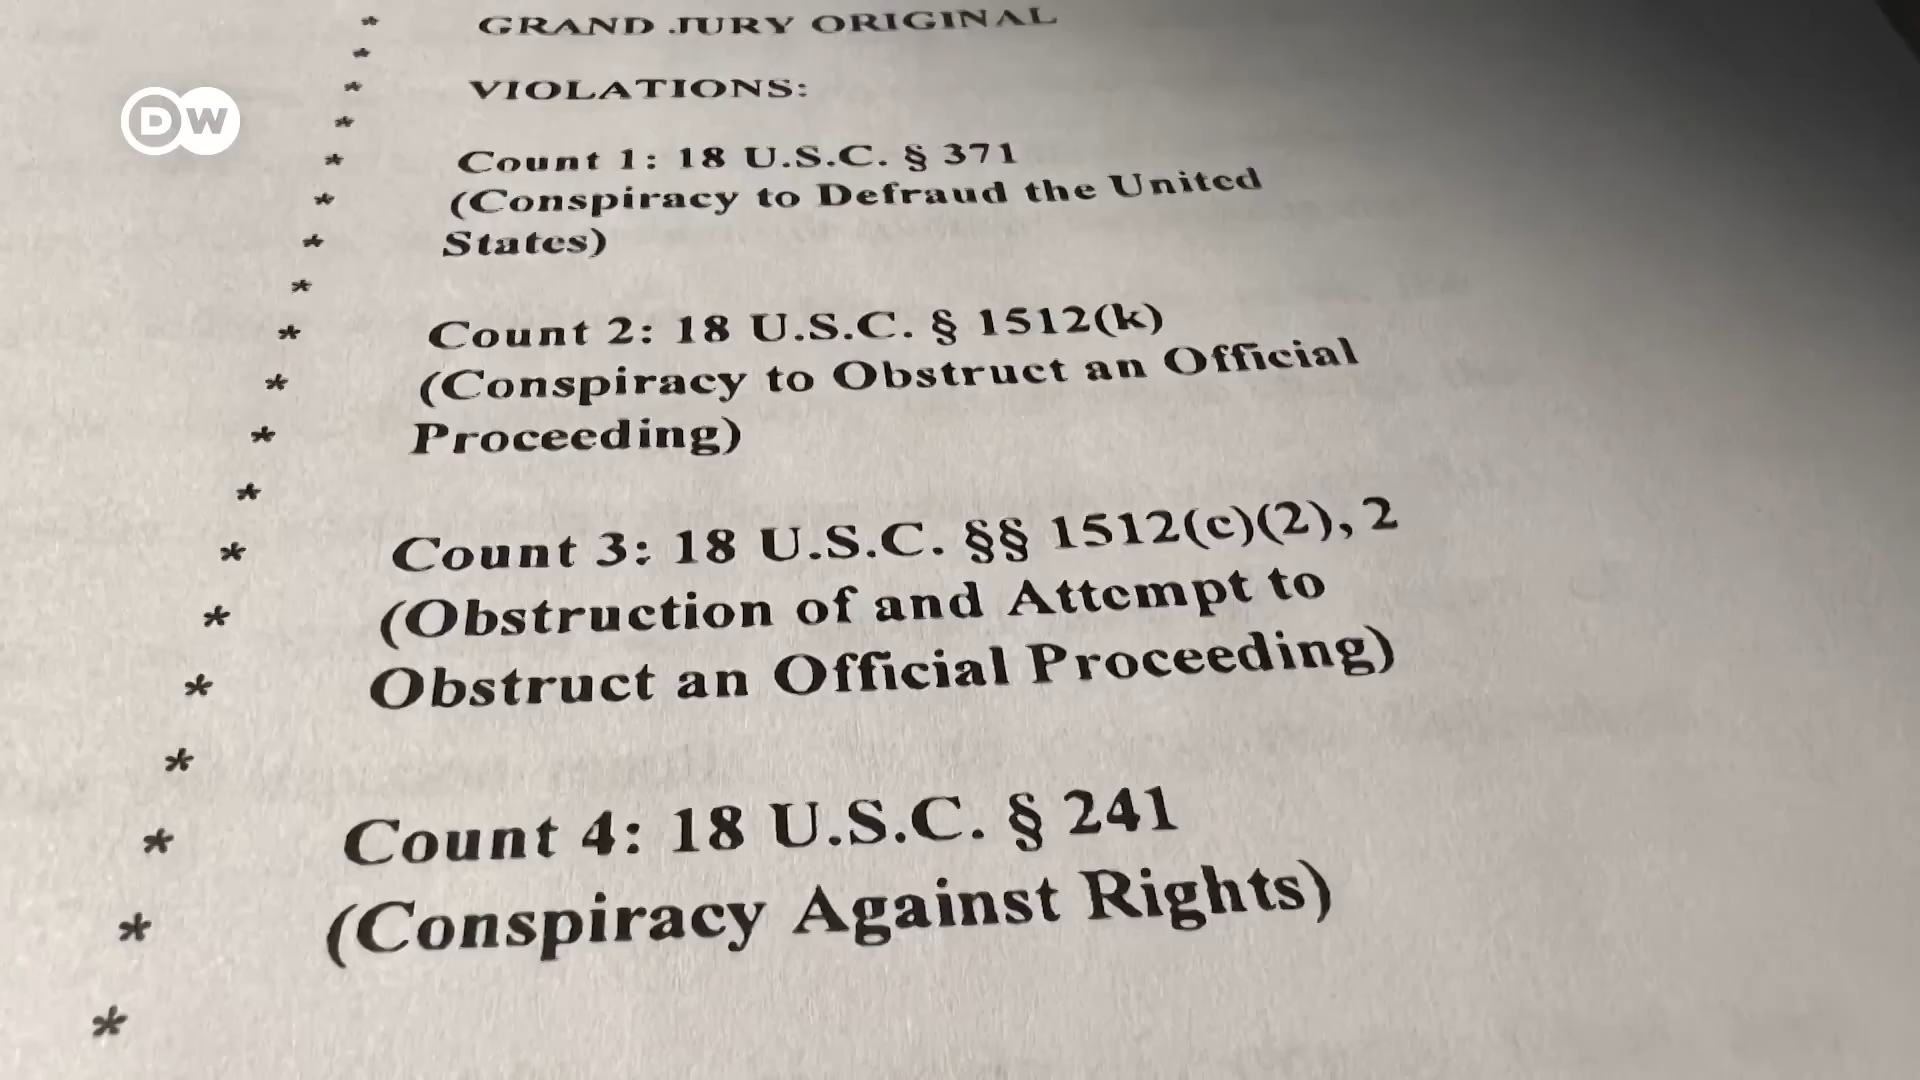 * GRAND JURY ORIGINAL
*
* VIOLATIONS:
*
* Count 1: 18 U.S.C. § 371
* (Conspiracy to Defraud the United
* States)
*
* Count 2: 18 U.S.C. § 1512(k)
* (Conspiracy to Obstruct an Official
* Proceeding)
*
* Count 3: 18 U.S.C. §§ 1512(c)(2), 2
* (Obstruction of and Attempt to
* Obstruct an Official Proceeding)
*
* Count 4: 18 U.S.C. § 241
* (Conspiracy Against Rights)
*
DW